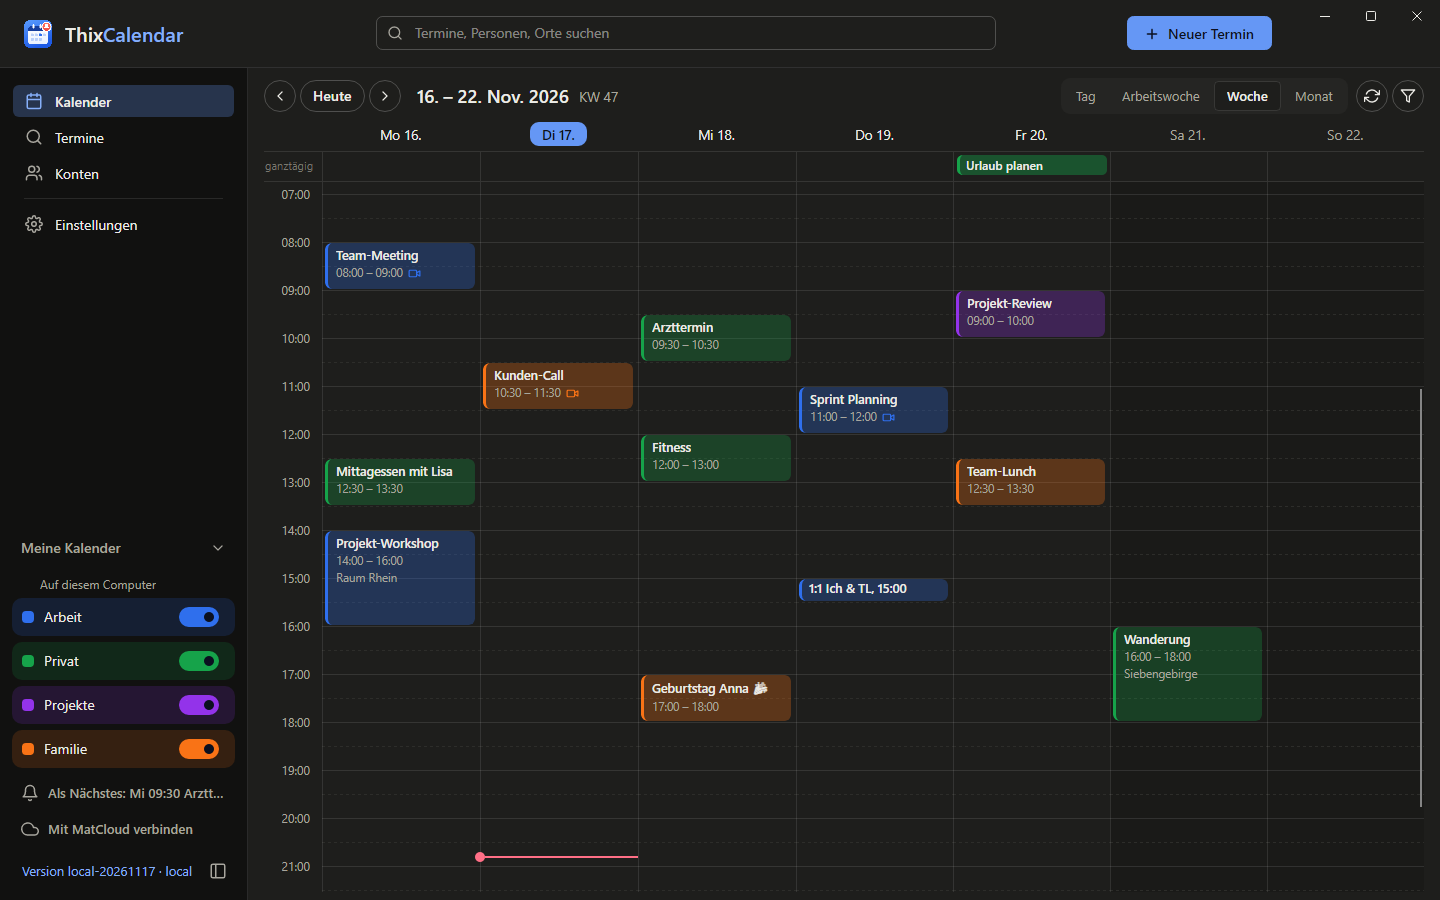 ThixCalendar
Termine, Personen, Orte suchen
Neuer Termin
Kalender
Termine
Konten
Einstellungen
Meine Kalender
Auf diesem Computer
Arbeit
Privat
Projekte
Familie
Als Nächstes: Mi 09:30 Arztt...
Mit MatCloud verbinden
Version local-20261117 · local
Heute
16. – 22. Nov. 2026 KW 47
Tag Arbeitswoche Woche Monat
Mo 16. Di 17. Mi 18. Do 19. Fr 20. Sa 21. So 22.
ganztägig
Urlaub planen
07:00
08:00
Team-Meeting
08:00 – 09:00
09:00
Projekt-Review
09:00 – 10:00
Arzttermin
09:30 – 10:30
10:00
Kunden-Call
10:30 – 11:30
11:00
Sprint Planning
11:00 – 12:00
12:00
Fitness
12:00 – 13:00
Mittagessen mit Lisa
12:30 – 13:30
Team-Lunch
12:30 – 13:30
13:00
14:00
Projekt-Workshop
14:00 – 16:00
Raum Rhein
15:00
1:1 Ich & TL, 15:00
16:00
Wanderung
16:00 – 18:00
Siebengebirge
17:00
Geburtstag Anna 🎉
17:00 – 18:00
18:00
19:00
20:00
21:00